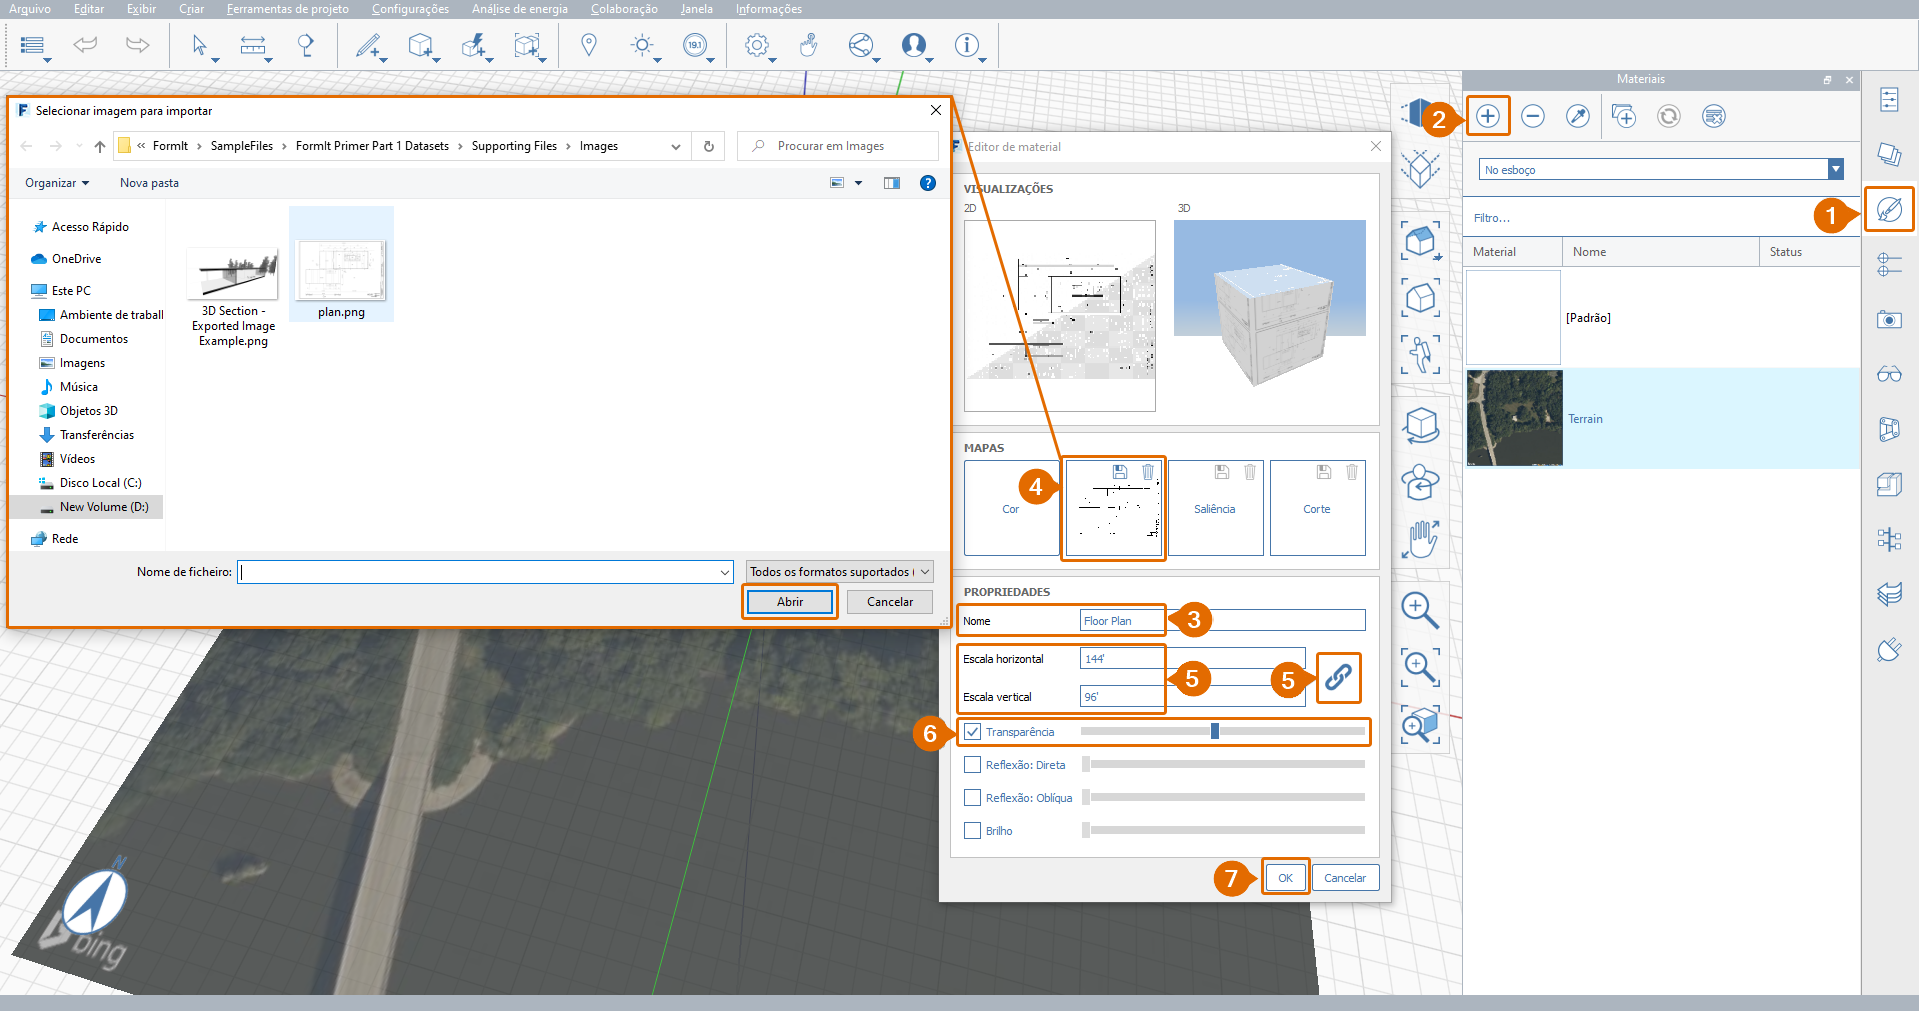 Arquivo Editar Exibir Criar Ferramentas de projeto Configurações Análise de energia Colaboração Janela Informações
19.1
Materiais
Selecionar imagem para importar
« FormIt › SampleFiles › FormIt Primer Part 1 Datasets › Supporting Files › Images
Procurar em Images
Organizar Nova pasta
Acesso Rápido
OneDrive
Este PC
Ambiente de traball
Documentos
Imagens
Música
Objetos 3D
Transferências
Vídeos
Disco Local (C:)
New Volume (D:)
Rede
3D Section -
Exported Image
Example.png
plan.png
Nome de ficheiro:
Todos os formatos suportados (
Abrir Cancelar
Editor de material
VISUALIZAÇÕES
2D 3D
MAPAS
4
Cor
Saliência
Corte
PROPRIEDADES
Nome Floor Plan 3
Escala horizontal 144'
5 5
Escala vertical 96'
6 Transparência
Reflexão: Direta
Reflexão: Oblíqua
Brilho
7 OK Cancelar
2
No esboço
1
Filtro...
Material Nome Status
[Padrão]
Terrain
N
bing